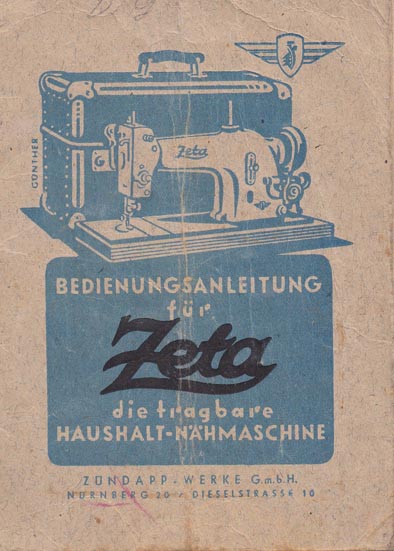 GÜNTHER
Zeta
BEDIENUNGSANLEITUNG
für
Zeta
die tragbare
HAUSHALT-NÄHMASCHINE
ZÜNDAPP-WERKE G.m.b.H.
NÜRNBERG 20 / DIESELSTRASSE 10